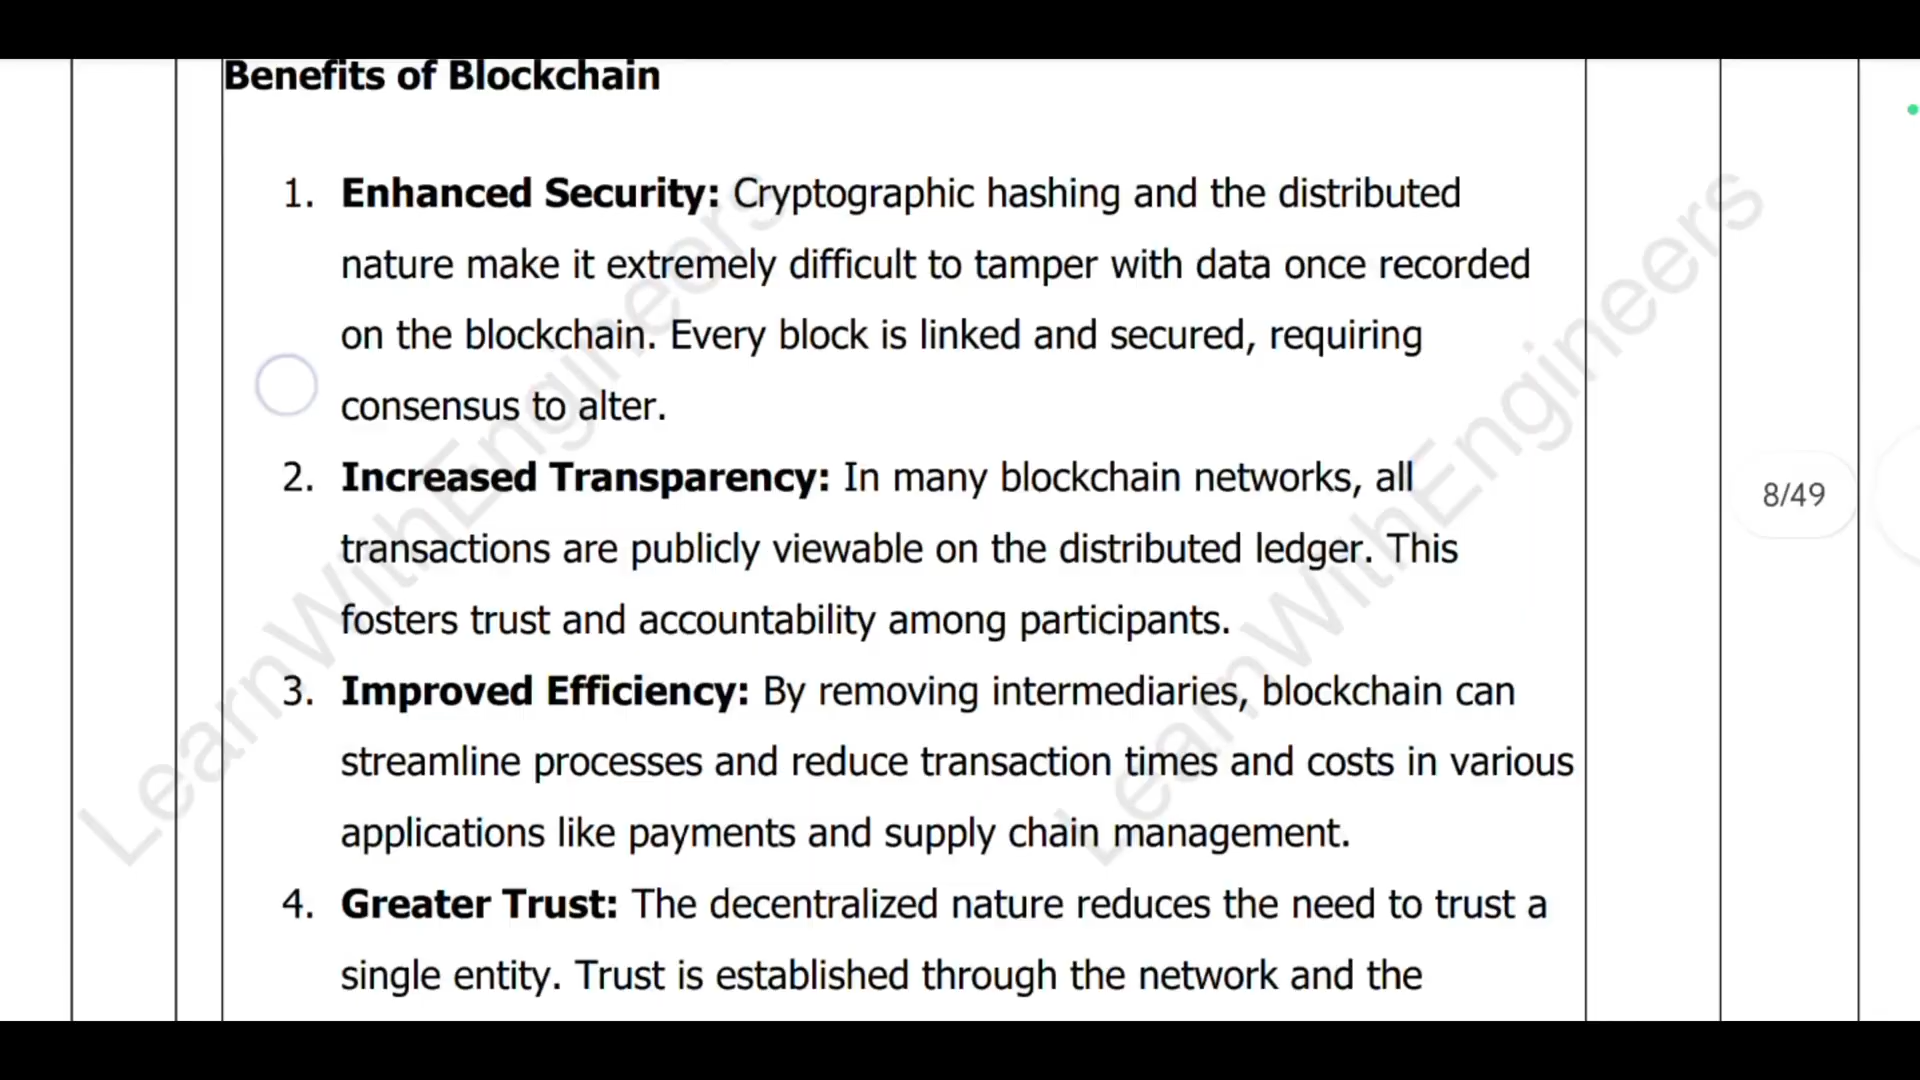 Benefits of Blockchain
1. Enhanced Security: Cryptographic hashing and the distributed
nature make it extremely difficult to tamper with data once recorded
on the blockchain. Every block is linked and secured, requiring
consensus to alter.
2. Increased Transparency: In many blockchain networks, all
transactions are publicly viewable on the distributed ledger. This
fosters trust and accountability among participants.
3. Improved Efficiency: By removing intermediaries, blockchain can
streamline processes and reduce transaction times and costs in various
applications like payments and supply chain management.
4. Greater Trust: The decentralized nature reduces the need to trust a
single entity. Trust is established through the network and the
8/49
LearnWithEngineers
LearnWithEngineers